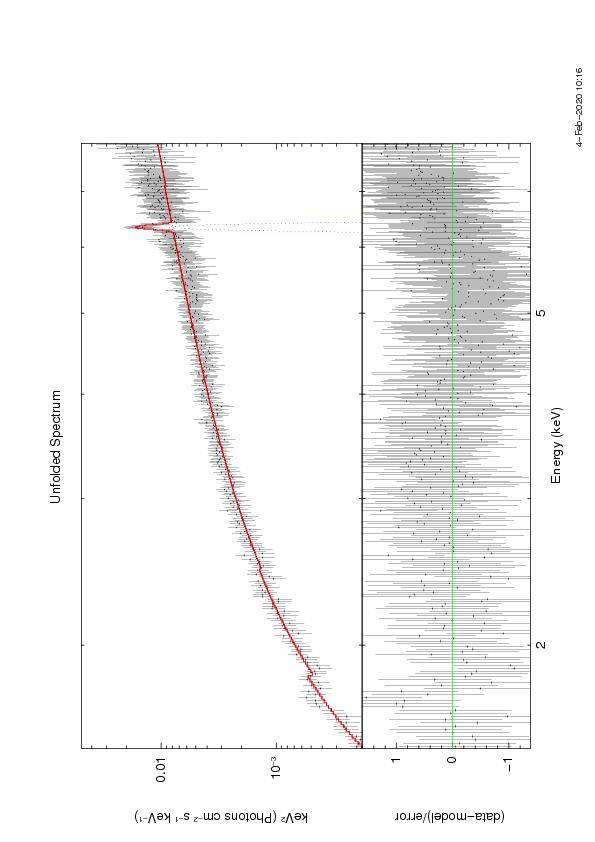 Unfolded Spectrum
0.01
10⁻³
keV² (Photons cm⁻² s⁻¹ keV⁻¹)
1
0
−1
(data−model)/error
2
5
Energy (keV)
4−Feb−2020 10:16